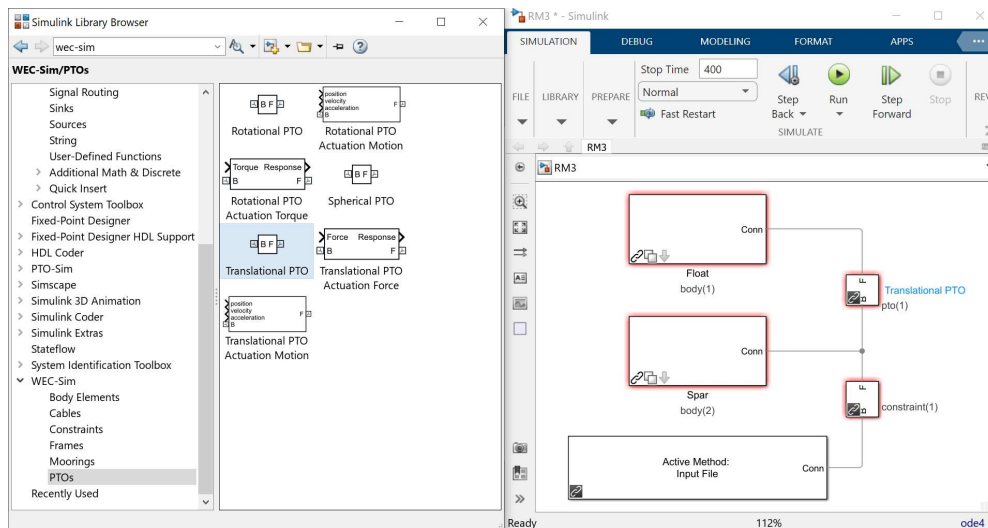 Simulink Library Browser
wec-sim
WEC-Sim/PTOs
Signal Routing
Sinks
Sources
String
User-Defined Functions
Additional Math & Discrete
Quick Insert
Control System Toolbox
Fixed-Point Designer
Fixed-Point Designer HDL Support
HDL Coder
PTO-Sim
Simscape
Simulink 3D Animation
Simulink Coder
Simulink Extras
Stateflow
System Identification Toolbox
WEC-Sim
Body Elements
Cables
Constraints
Frames
Moorings
PTOs
Recently Used
B F
Rotational PTO
position
velocity
acceleration
B
F
Rotational PTO
Actuation Motion
Torque Response
B F
Rotational PTO
Actuation Torque
B F
Spherical PTO
B F
Translational PTO
Force Response
B F
Translational PTO
Actuation Force
position
velocity
acceleration
B
F
Translational PTO
Actuation Motion
RM3 * - Simulink
SIMULATION DEBUG MODELING FORMAT APPS
FILE
LIBRARY
PREPARE
Stop Time 400
Normal
Fast Restart
Step
Back
Run
Step
Forward
Stop
SIMULATE
REV
RM3
RM3
Conn
Float
body(1)
F
B
Translational PTO
pto(1)
Conn
Spar
body(2)
F
B
constraint(1)
Active Method:
Input File
Conn
Ready 112% ode4